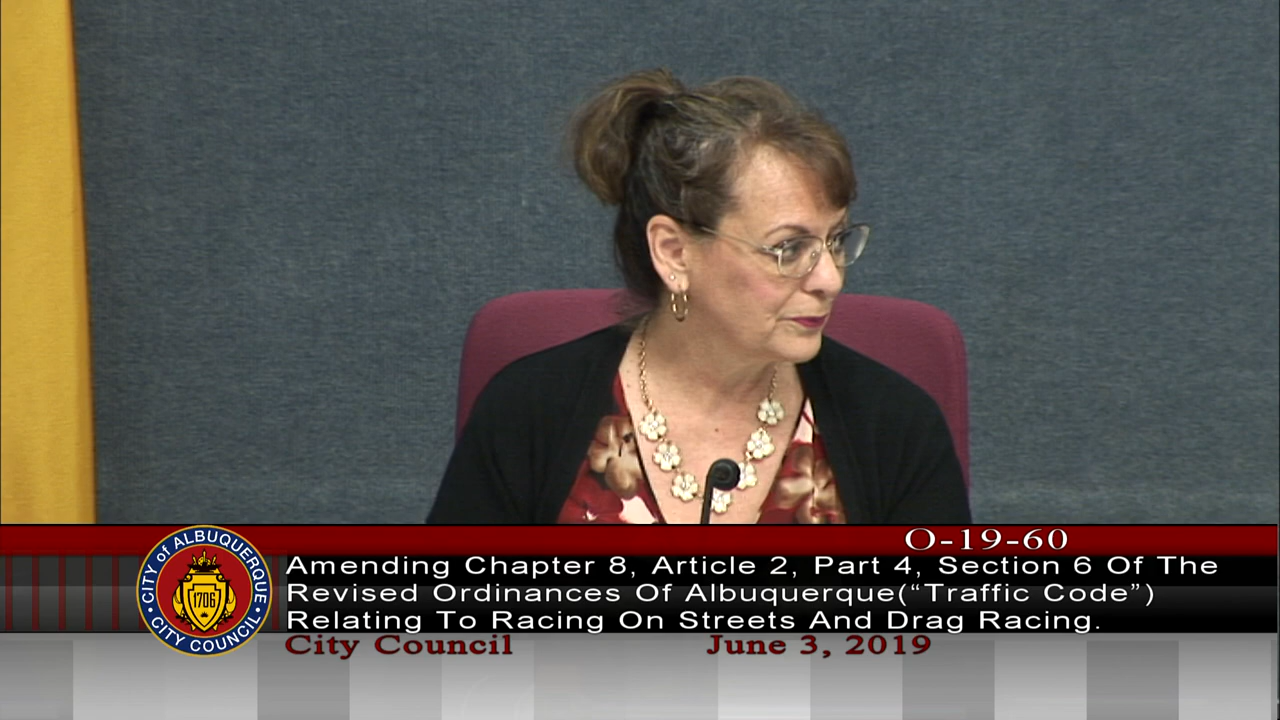 O-19-60
Amending Chapter 8, Article 2, Part 4, Section 6 Of The
Revised Ordinances Of Albuquerque(“Traffic Code”)
Relating To Racing On Streets And Drag Racing.
City Council June 3, 2019
CITY of ALBUQUERQUE
1706
CITY COUNCIL